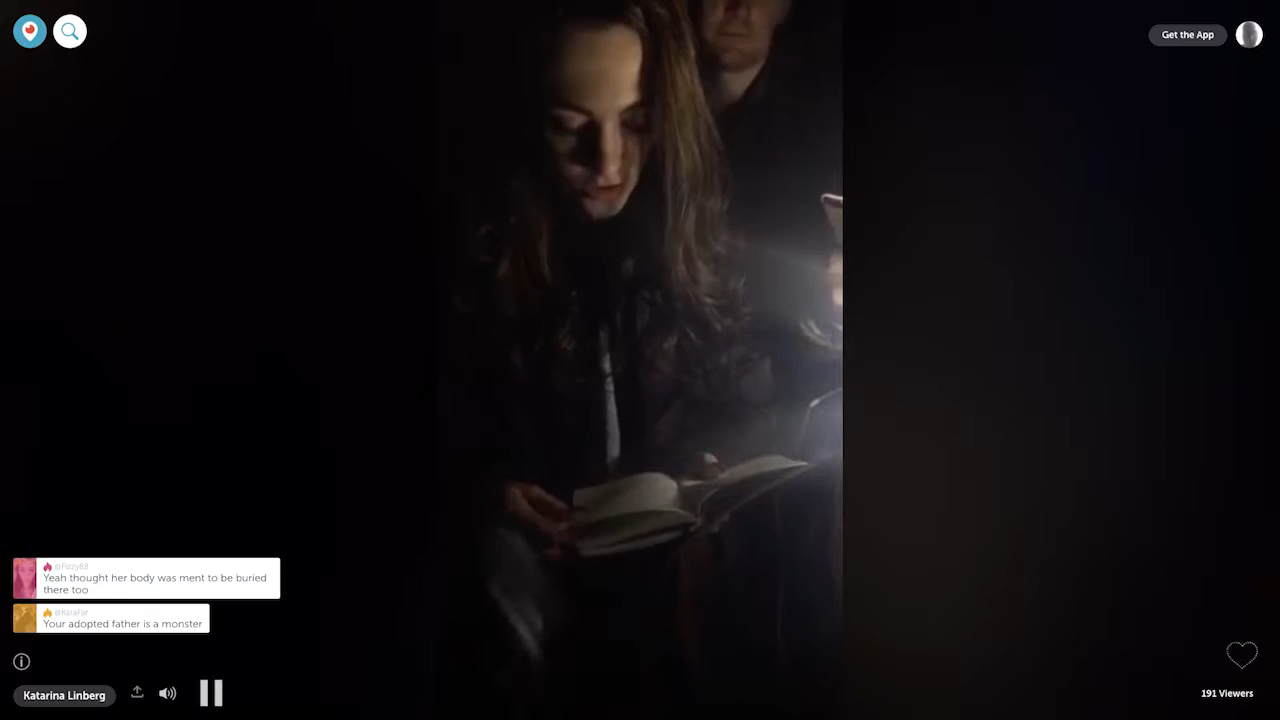 Get the App
@Fizzy88
Yeah thought her body was ment to be buried
there too
@KaraFar
Your adopted father is a monster
Katarina Linberg
191 Viewers